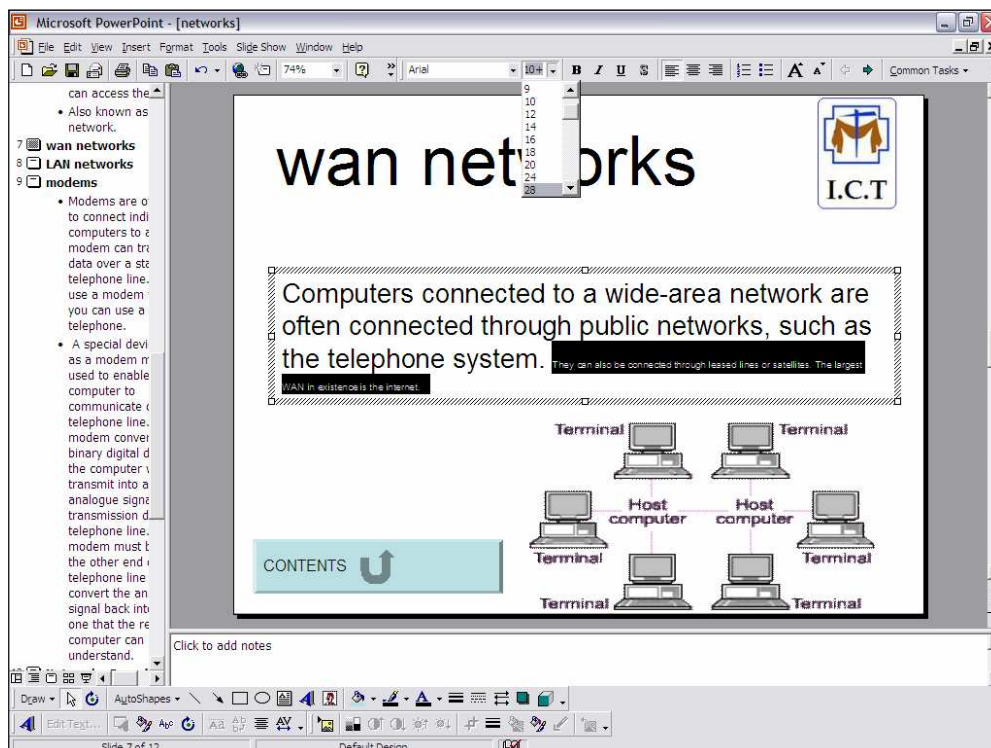 Microsoft PowerPoint - [networks]
File Edit View Insert Format Tools Slide Show Window Help
74% Arial 10+ B I U S A A Common Tasks
9
10
12
14
16
18
20
24
28
can access the
• Also known as
network.
7 wan networks
8 LAN networks
9 modems
• Modems are o
to connect indi
computers to a
modem can tra
data over a sta
telephone line.
use a modem
you can use a
telephone.
• A special devi
as a modem m
used to enable
computer to
communicate
telephone line.
modem conver
binary digital d
the computer
transmit into a
analogue signa
transmission d
telephone line.
modem must b
the other end
telephone line
convert the an
signal back into
one that the re
computer can
understand.
wan networks
I.C.T
Computers connected to a wide-area network are
often connected through public networks, such as
the telephone system. They can also be connected through leased lines or satellites. The largest
WAN in existence is the internet.
Terminal Terminal
Host computer Host computer
Terminal Terminal
Terminal Terminal
CONTENTS
Click to add notes
Draw AutoShapes
Edit Text... Abc Aa AV
Slide 7 of 12 Default Design